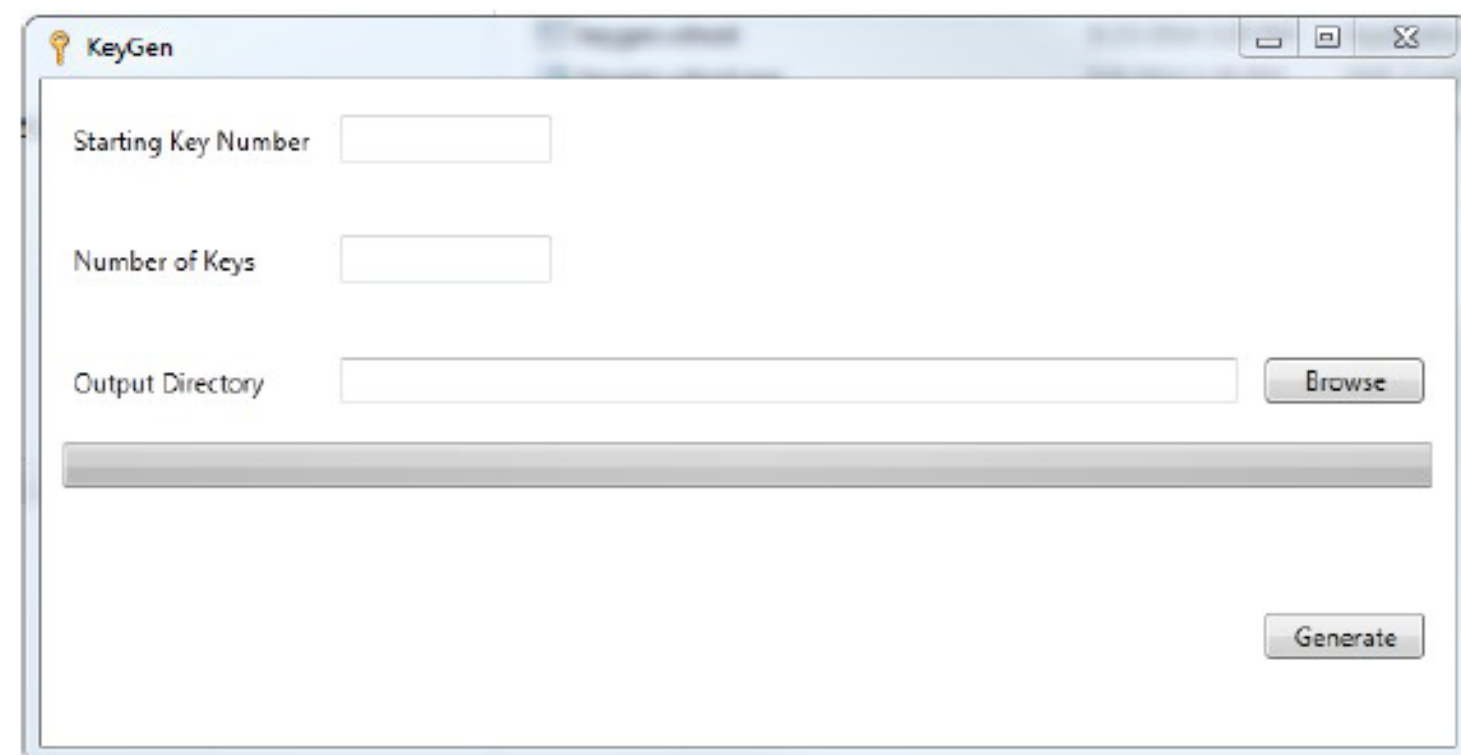 KeyGen
Starting Key Number
Number of Keys
Output Directory
Browse
Generate